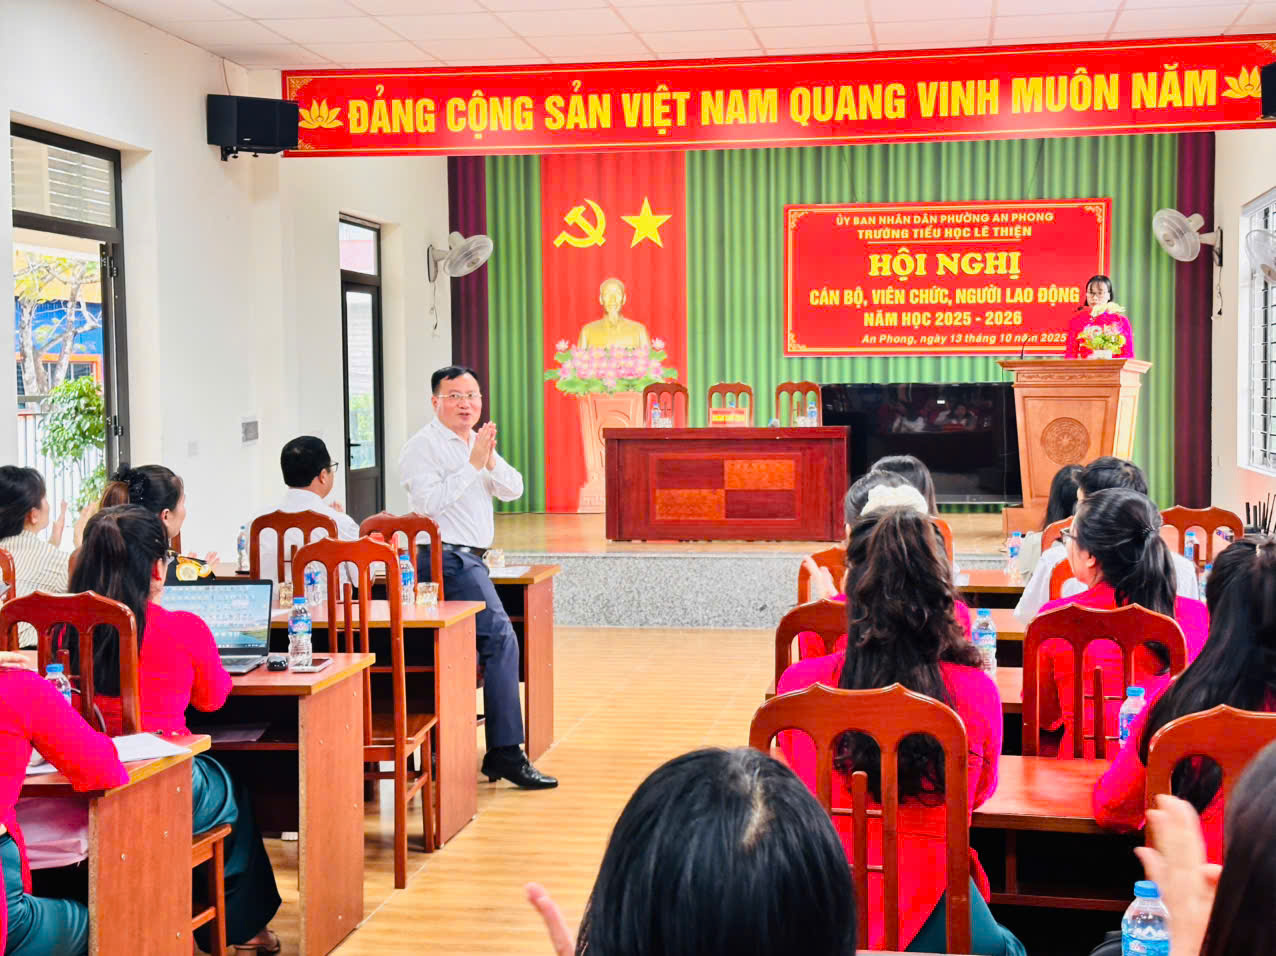 ĐẢNG CỘNG SẢN VIỆT NAM QUANG VINH MUÔN NĂM
ỦY BAN NHÂN DÂN PHƯỜNG AN PHONG
TRƯỜNG TIỂU HỌC LÊ THIỆN
HỘI NGHỊ
CÁN BỘ, VIÊN CHỨC, NGƯỜI LAO ĐỘNG
NĂM HỌC 2025 - 2026
An Phong, ngày 13 tháng 10 năm 2025